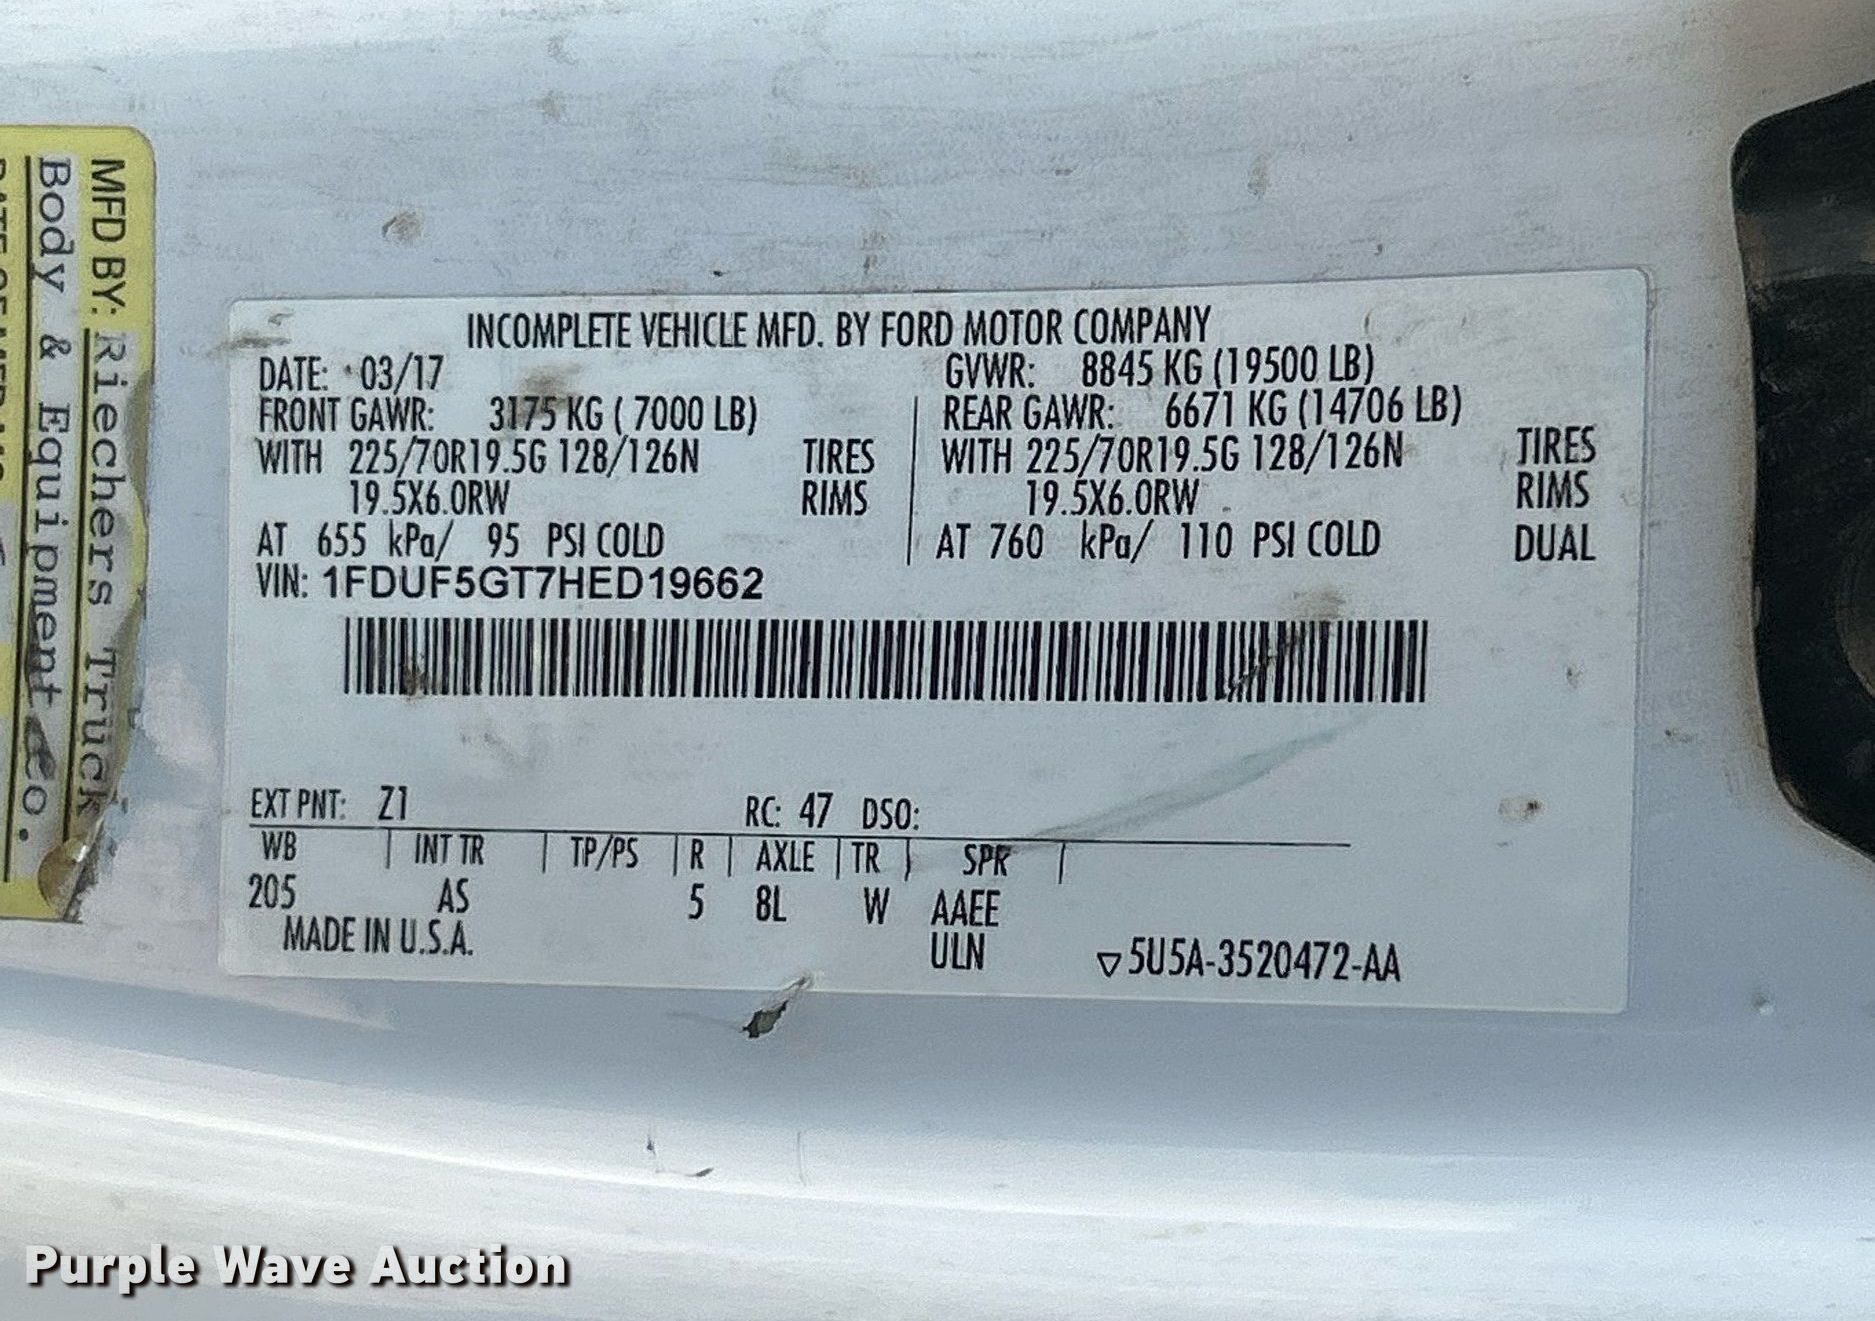 MFD BY: Riechers Truck
Body & Equipment Co.
INCOMPLETE VEHICLE MFD. BY FORD MOTOR COMPANY
DATE: 03/17 GVWR: 8845 KG (19500 LB)
FRONT GAWR: 3175 KG ( 7000 LB) REAR GAWR: 6671 KG (14706 LB)
WITH 225/70R19.5G 128/126N TIRES WITH 225/70R19.5G 128/126N TIRES
19.5X6.0RW RIMS 19.5X6.0RW RIMS
AT 655 kPa/ 95 PSI COLD AT 760 kPa/ 110 PSI COLD DUAL
VIN: 1FDUF5GT7HED19662
EXT PNT: Z1 RC: 47 DSO:
WB | INT TR | TP/PS | R | AXLE | TR | SPR |
205 AS 5 8L W AAEE
MADE IN U.S.A. ULN ▽5U5A-3520472-AA
Purple Wave Auction